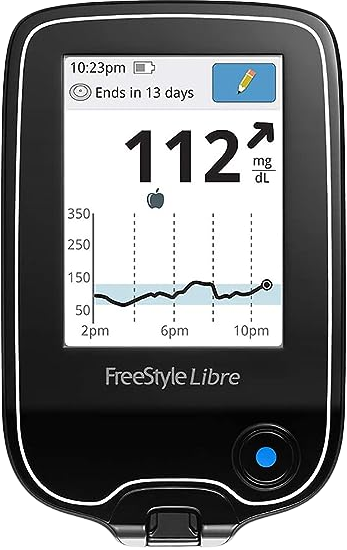 10:23pm
Ends in 13 days
112 mg/dL
350
250
150
50
2pm 6pm 10pm
FreeStyle Libre